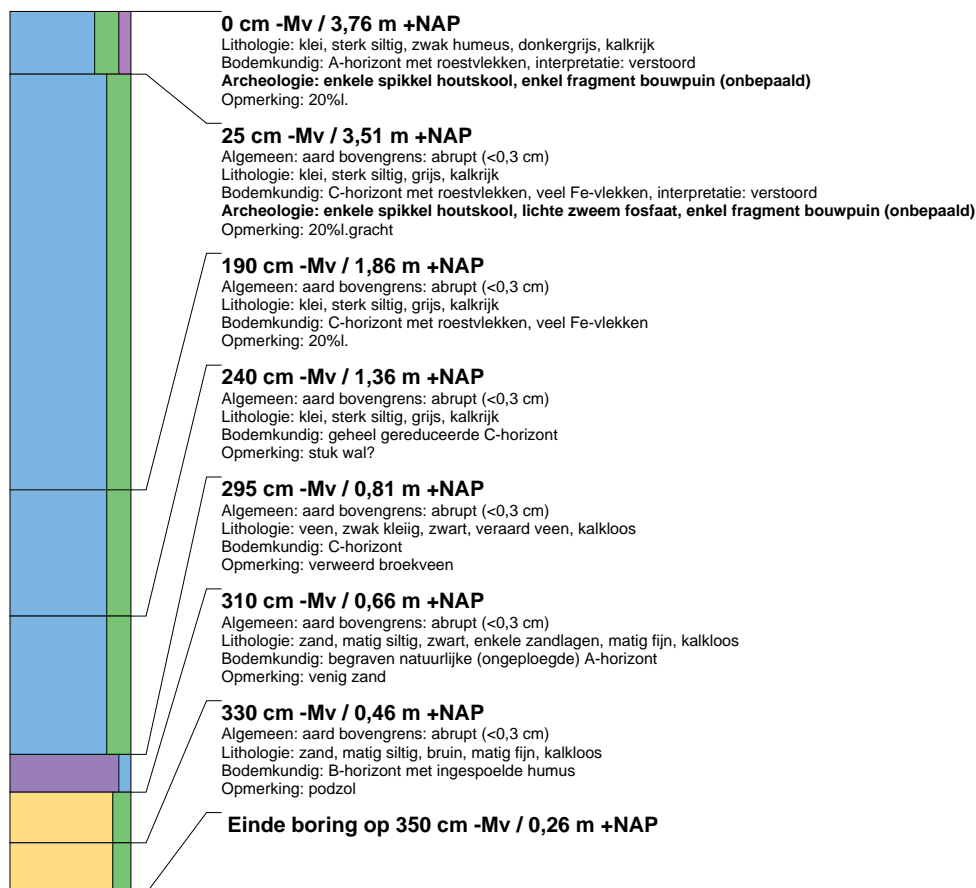 0 cm -Mv / 3,76 m +NAP
Lithologie: klei, sterk siltig, zwak humeus, donkergrijs, kalkrijk
Bodemkundig: A-horizont met roestvlekken, interpretatie: verstoord
Archeologie: enkele spikkel houtskool, enkel fragment bouwpuin (onbepaald)
Opmerking: 20%l.
25 cm -Mv / 3,51 m +NAP
Algemeen: aard bovengrens: abrupt (<0,3 cm)
Lithologie: klei, sterk siltig, grijs, kalkrijk
Bodemkundig: C-horizont met roestvlekken, veel Fe-vlekken, interpretatie: verstoord
Archeologie: enkele spikkel houtskool, lichte zweem fosfaat, enkel fragment bouwpuin (onbepaald)
Opmerking: 20%l.gracht
190 cm -Mv / 1,86 m +NAP
Algemeen: aard bovengrens: abrupt (<0,3 cm)
Lithologie: klei, sterk siltig, grijs, kalkrijk
Bodemkundig: C-horizont met roestvlekken, veel Fe-vlekken
Opmerking: 20%l.
240 cm -Mv / 1,36 m +NAP
Algemeen: aard bovengrens: abrupt (<0,3 cm)
Lithologie: klei, sterk siltig, grijs, kalkrijk
Bodemkundig: geheel gereduceerde C-horizont
Opmerking: stuk wal?
295 cm -Mv / 0,81 m +NAP
Algemeen: aard bovengrens: abrupt (<0,3 cm)
Lithologie: veen, zwak kleiig, zwart, veraard veen, kalkloos
Bodemkundig: C-horizont
Opmerking: verweerd broekveen
310 cm -Mv / 0,66 m +NAP
Algemeen: aard bovengrens: abrupt (<0,3 cm)
Lithologie: zand, matig siltig, zwart, enkele zandlagen, matig fijn, kalkloos
Bodemkundig: begraven natuurlijke (ongeploegde) A-horizont
Opmerking: venig zand
330 cm -Mv / 0,46 m +NAP
Algemeen: aard bovengrens: abrupt (<0,3 cm)
Lithologie: zand, matig siltig, bruin, matig fijn, kalkloos
Bodemkundig: B-horizont met ingespoelde humus
Opmerking: podzol
Einde boring op 350 cm -Mv / 0,26 m +NAP